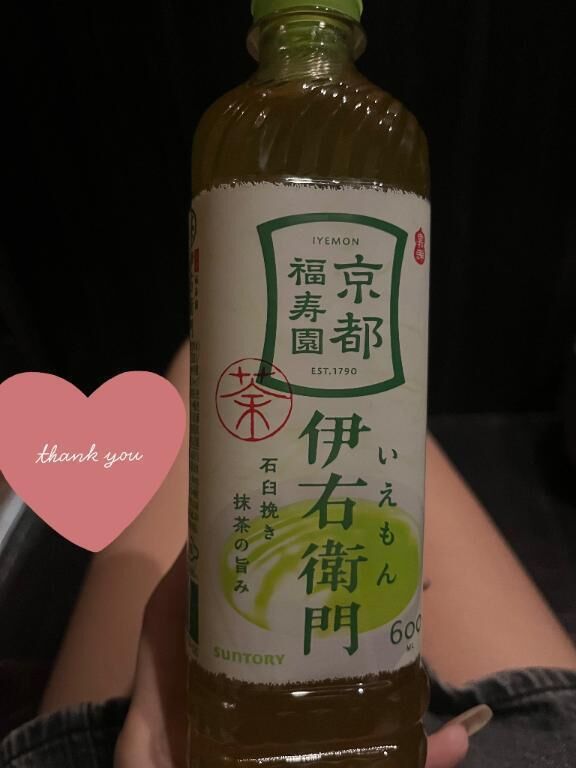 IYEMON
京都
福寿園
EST.1790
茶
伊右衛門
いえもん
石臼挽き
抹茶の旨み
600
ML
SUNTORY
thank you